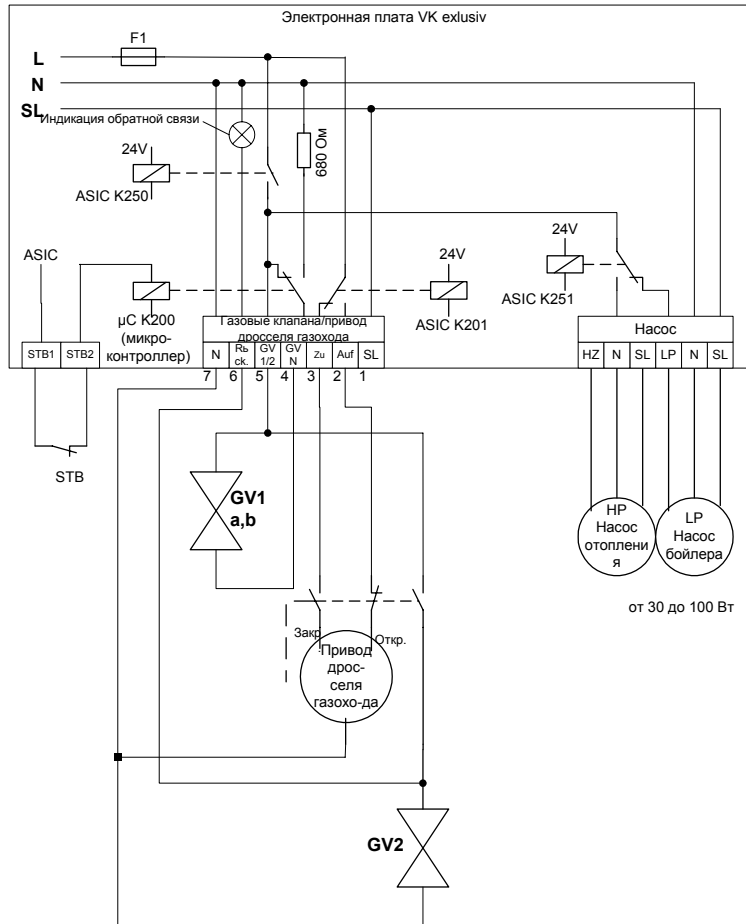 Электронная плата VK exlusiv
F1
L
N
SL
Индикация обратной связи
680 Ом
24V
ASIC K250
ASIC
24V
24V
ASIC K251
µC K200
(микро-
контроллер)
ASIC K201
Газовые клапана/привод
дросселя газохода
Насос
STB1 STB2
N Rь ck. GV 1/2 GV N Zu Auf SL
HZ N SL LP N SL
7 6 5 4 3 2 1
STB
GV1
a,b
HP
Насос
отоплени
я
LP
Насос
бойлера
от 30 до 100 Вт
Закр.
Откр.
Привод
дрос-
селя
газохо-да
GV2